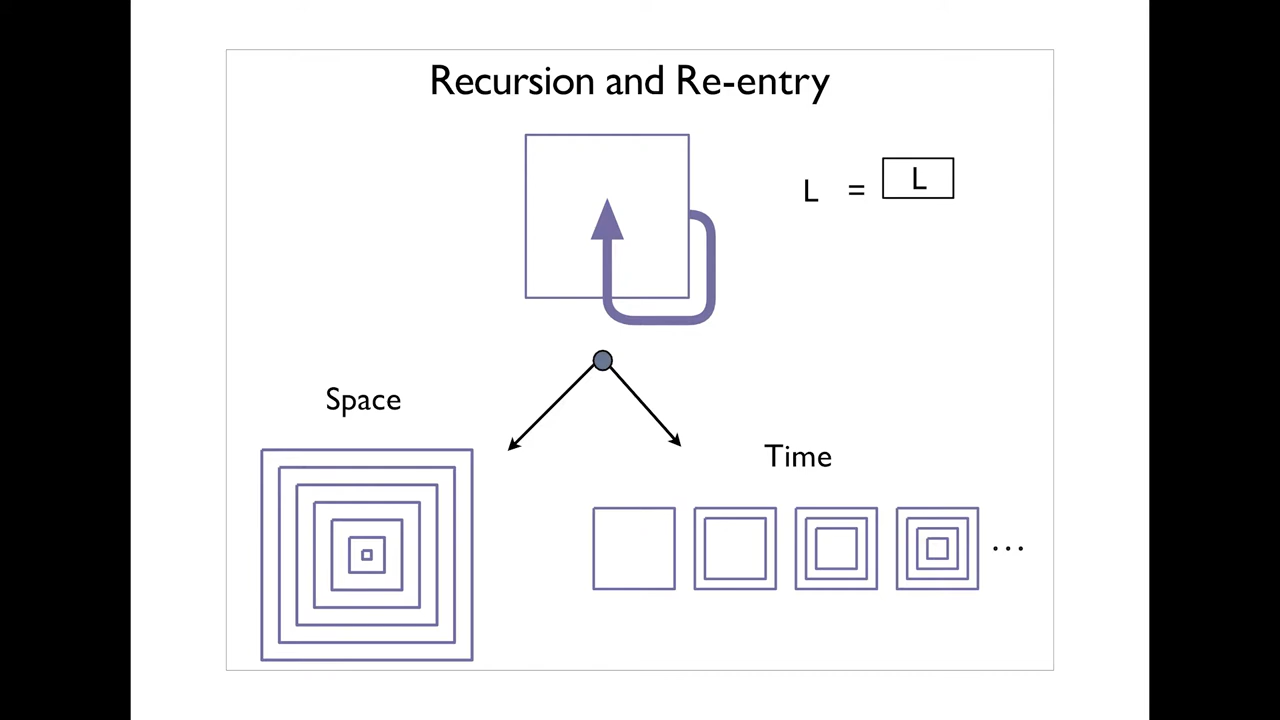 Recursion and Re-entry
L = L
Space
Time
...